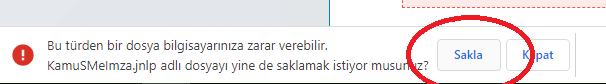 Bu türden bir dosya bilgisayarınıza zarar verebilir.
KamuSMeImza.jnlp adlı dosyayı yine de saklamak istiyor musunuz?
Sakla
Kapat